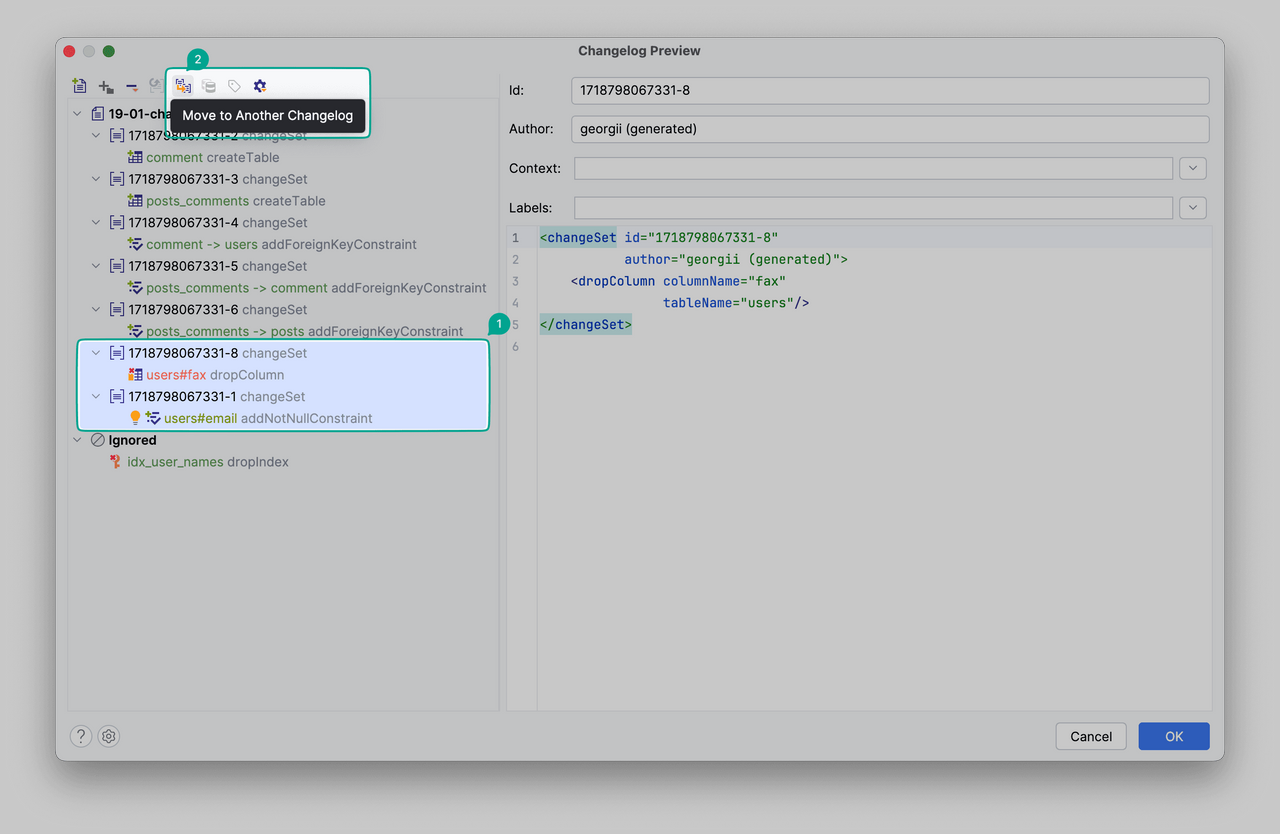 Changelog Preview
2
Move to Another Changelog
19-01-cha
1718798067331-2 changeSet
comment createTable
1718798067331-3 changeSet
posts_comments createTable
1718798067331-4 changeSet
comment -> users addForeignKeyConstraint
1718798067331-5 changeSet
posts_comments -> comment addForeignKeyConstraint
1718798067331-6 changeSet
posts_comments -> posts addForeignKeyConstraint
1
1718798067331-8 changeSet
users#fax dropColumn
1718798067331-1 changeSet
users#email addNotNullConstraint
Ignored
idx_user_names dropIndex
Id: 1718798067331-8
Author: georgii (generated)
Context:
Labels:
1 <changeSet id="1718798067331-8"
2 author="georgii (generated)">
3 <dropColumn columnName="fax"
4 tableName="users"/>
5 </changeSet>
6
?
Cancel
OK